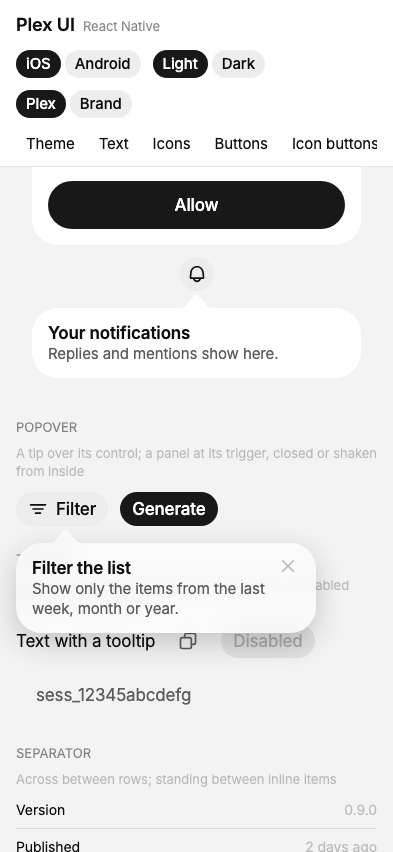 Plex UI React Native
iOS Android Light Dark
Plex Brand
Theme Text Icons Buttons Icon buttons
Allow
Your notifications
Replies and mentions show here.
POPOVER
A tip over its control; a panel at its trigger, closed or shaken
from inside
Filter Generate
Filter the list
Show only the items from the last
week, month or year.
abled
Text with a tooltip Disabled
sess_12345abcdefg
SEPARATOR
Across between rows; standing between inline items
Version 0.9.0
Published 2 days ago